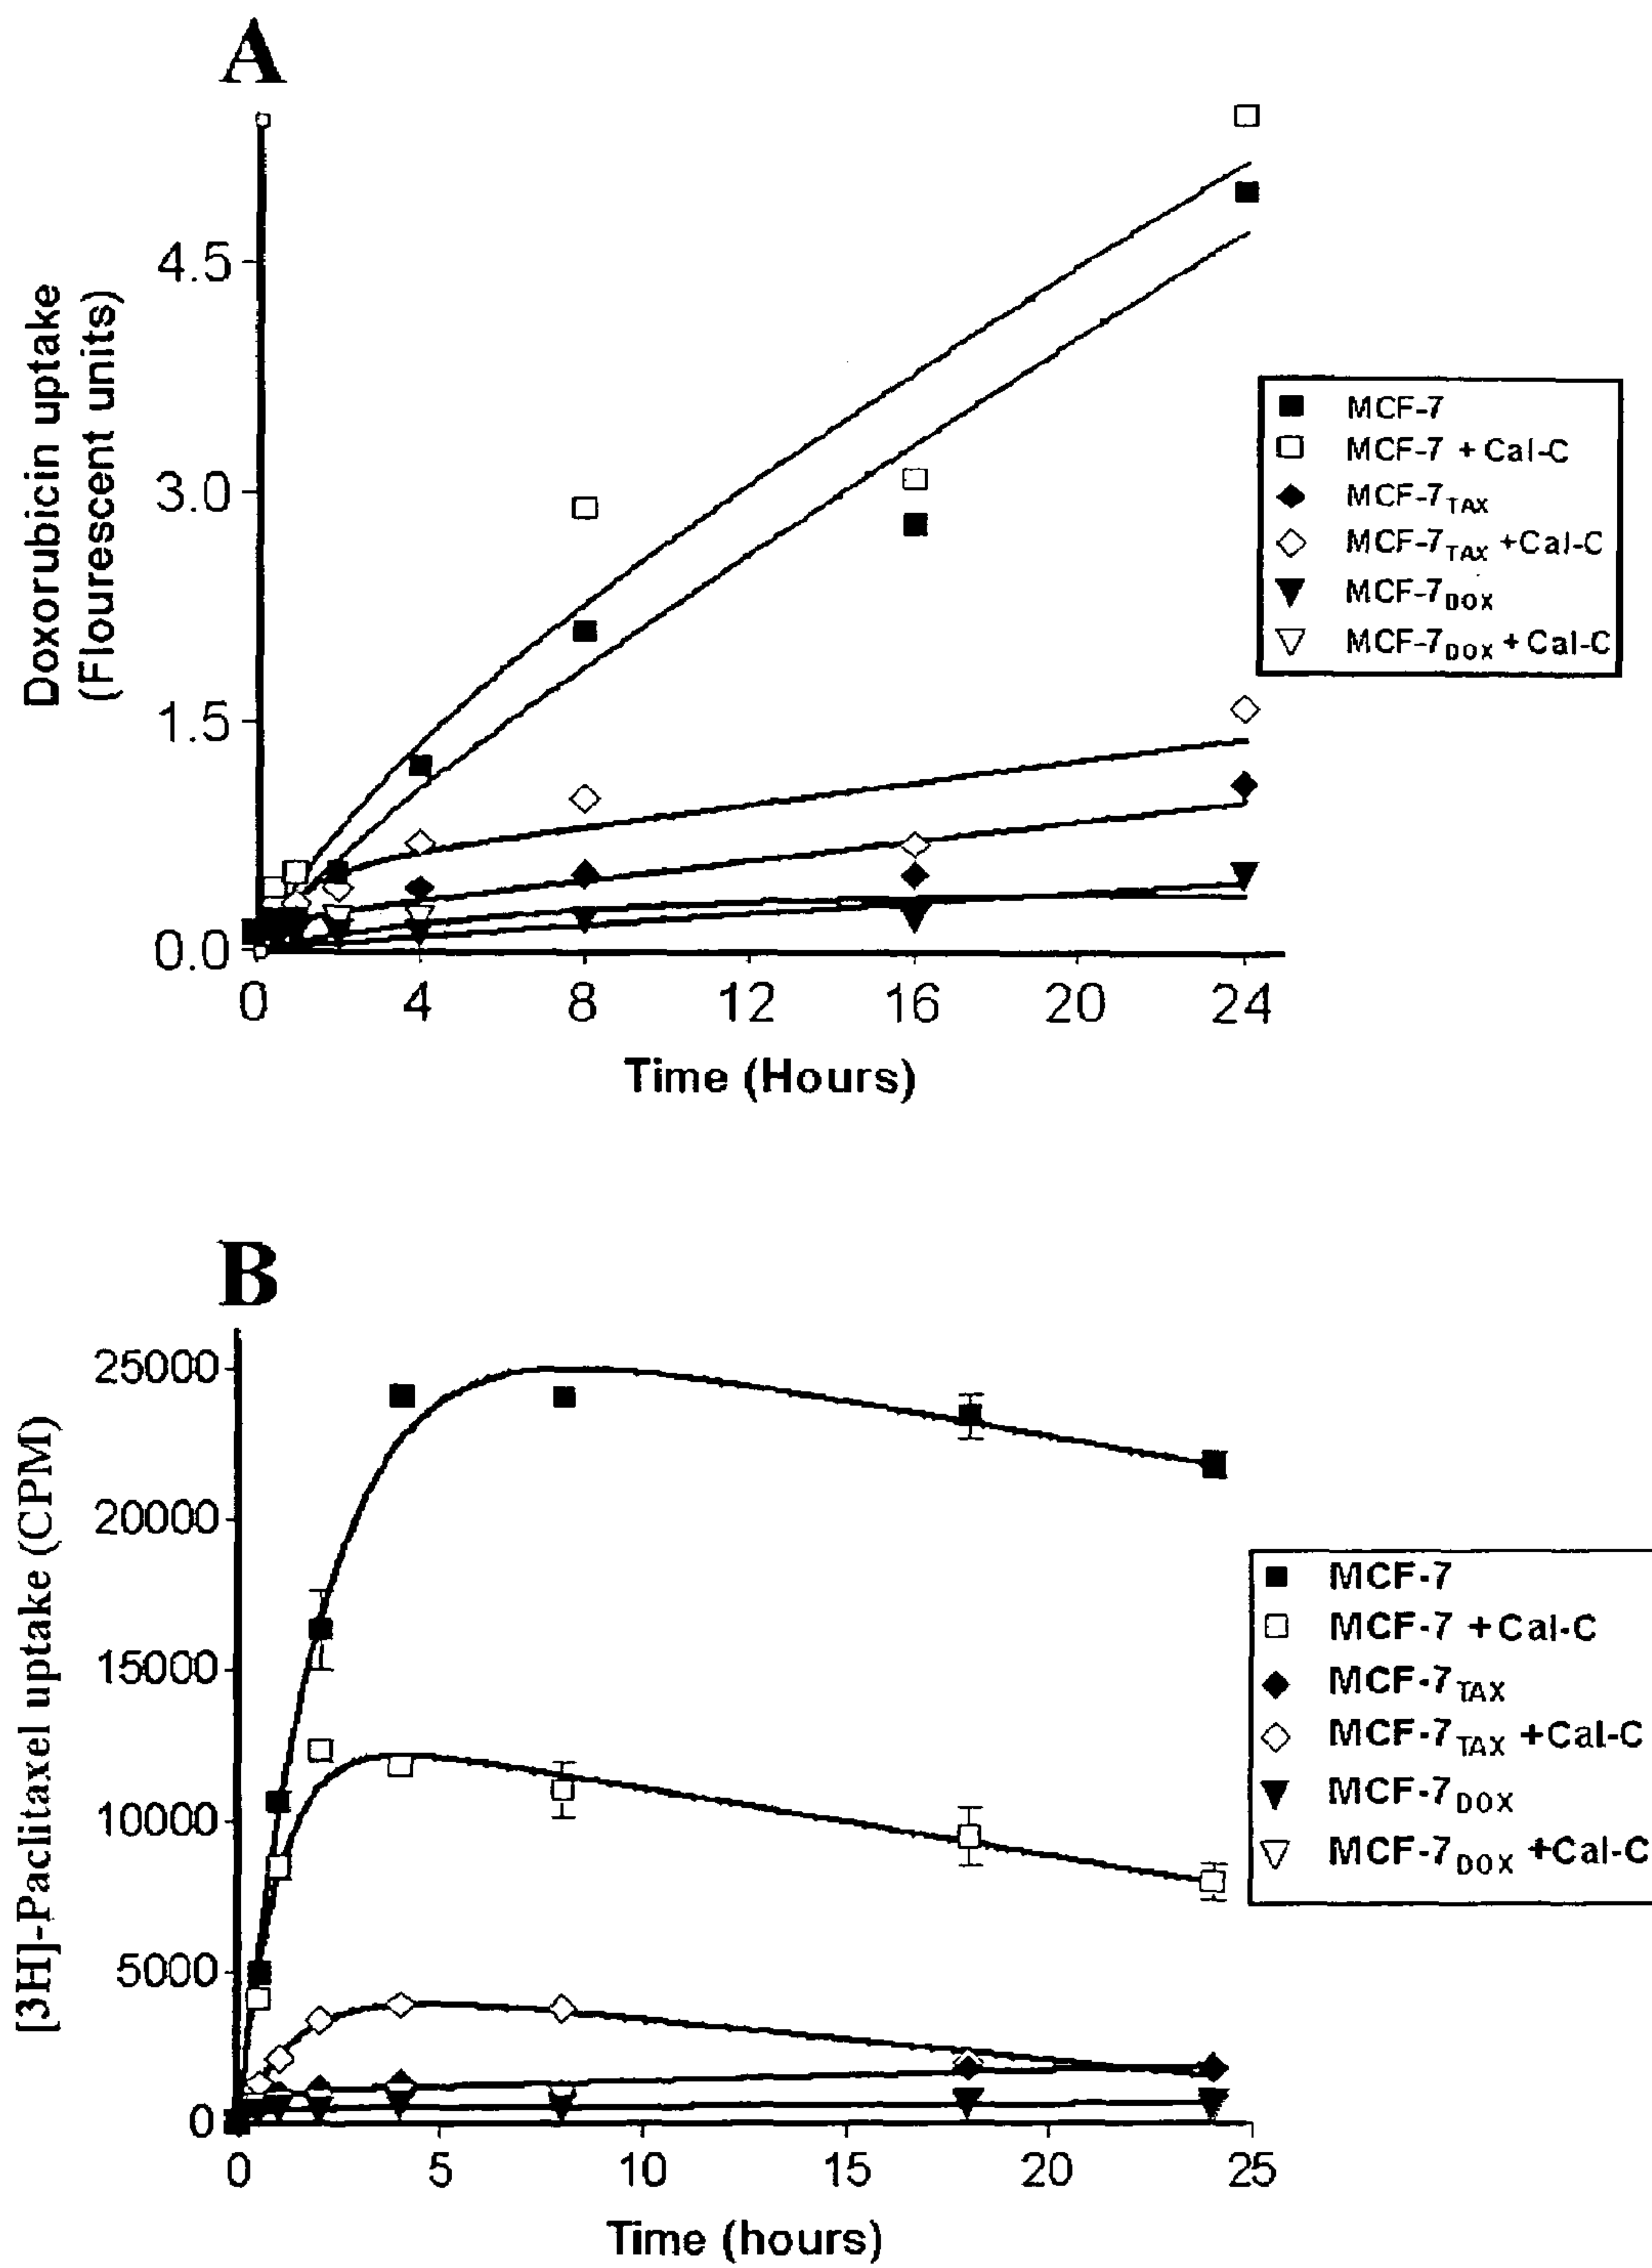 A
Doxorubicin uptake
(Flourescent units)
4.5
3.0
1.5
0.0
0 4 8 12 16 20 24
Time (Hours)
MCF-7
MCF-7 + Cal-C
MCF-7TAX
MCF-7TAX +Cal-C
MCF-7DOX
MCF-7DOX + Cal-C
B
[3H]-Paclitaxel uptake (CPM)
25000
20000
15000
10000
5000
0
0 5 10 15 20 25
Time (hours)
MCF-7
MCF-7 +Cal-C
MCF-7TAX
MCF-7TAX +Cal-C
MCF-7DOX
MCF-7DOX +Cal-C